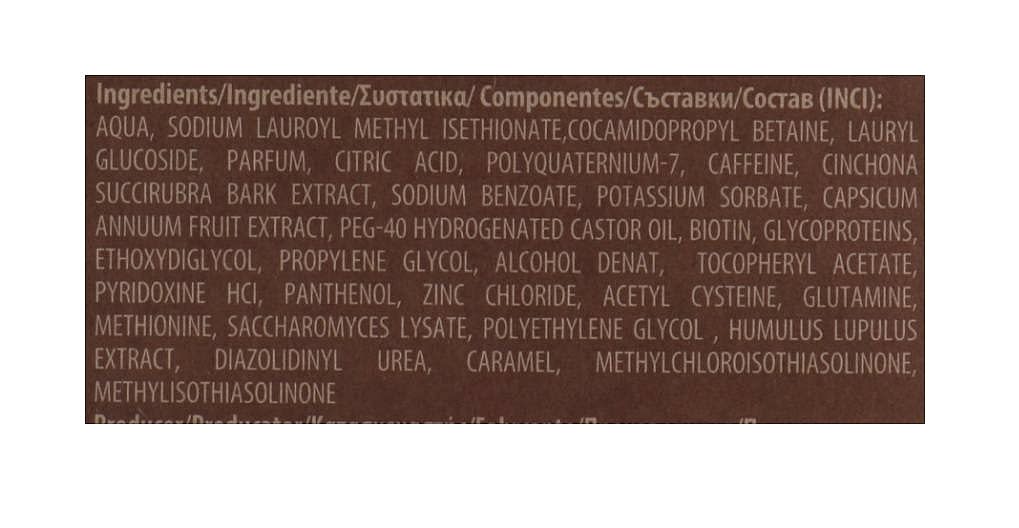 Ingredients/Ingrediente/Συστατικα/ Componentes/Съставки/Состав (INCI):
AQUA, SODIUM LAUROYL METHYL ISETHIONATE,COCAMIDOPROPYL BETAINE, LAURYL
GLUCOSIDE, PARFUM, CITRIC ACID, POLYQUATERNIUM-7, CAFFEINE, CINCHONA
SUCCIRUBRA BARK EXTRACT, SODIUM BENZOATE, POTASSIUM SORBATE, CAPSICUM
ANNUUM FRUIT EXTRACT, PEG-40 HYDROGENATED CASTOR OIL, BIOTIN, GLYCOPROTEINS,
ETHOXYDIGLYCOL, PROPYLENE GLYCOL, ALCOHOL DENAT, TOCOPHERYL ACETATE,
PYRIDOXINE HCl, PANTHENOL, ZINC CHLORIDE, ACETYL CYSTEINE, GLUTAMINE,
METHIONINE, SACCHAROMYCES LYSATE, POLYETHYLENE GLYCOL , HUMULUS LUPULUS
EXTRACT, DIAZOLIDINYL UREA, CARAMEL, METHYLCHLOROISOTHIASOLINONE,
METHYLISOTHIASOLINONE